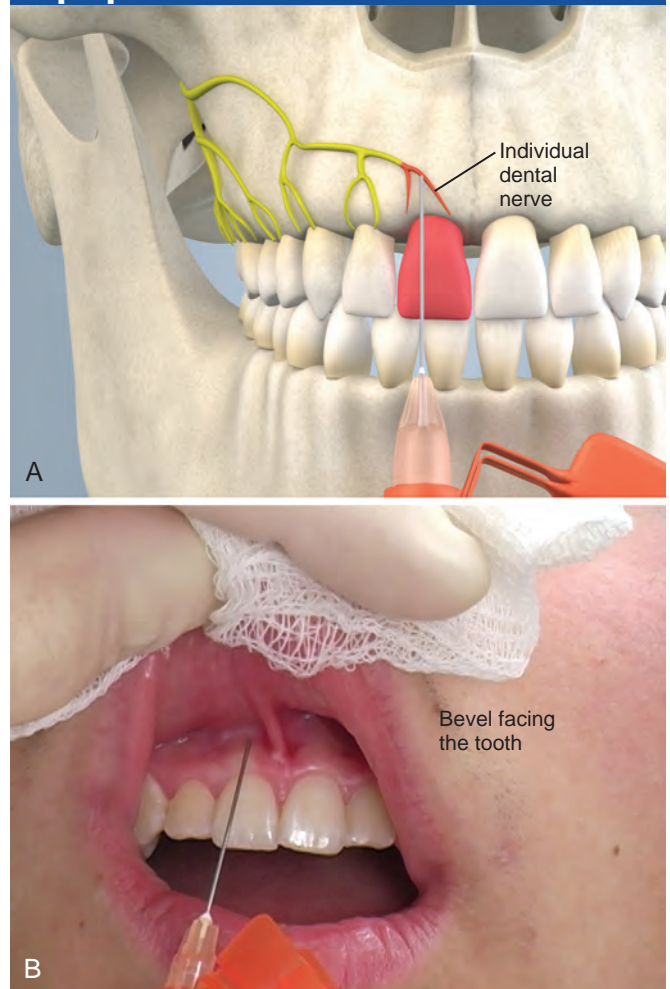 Individual
dental
nerve
A
Bevel facing
the tooth
B